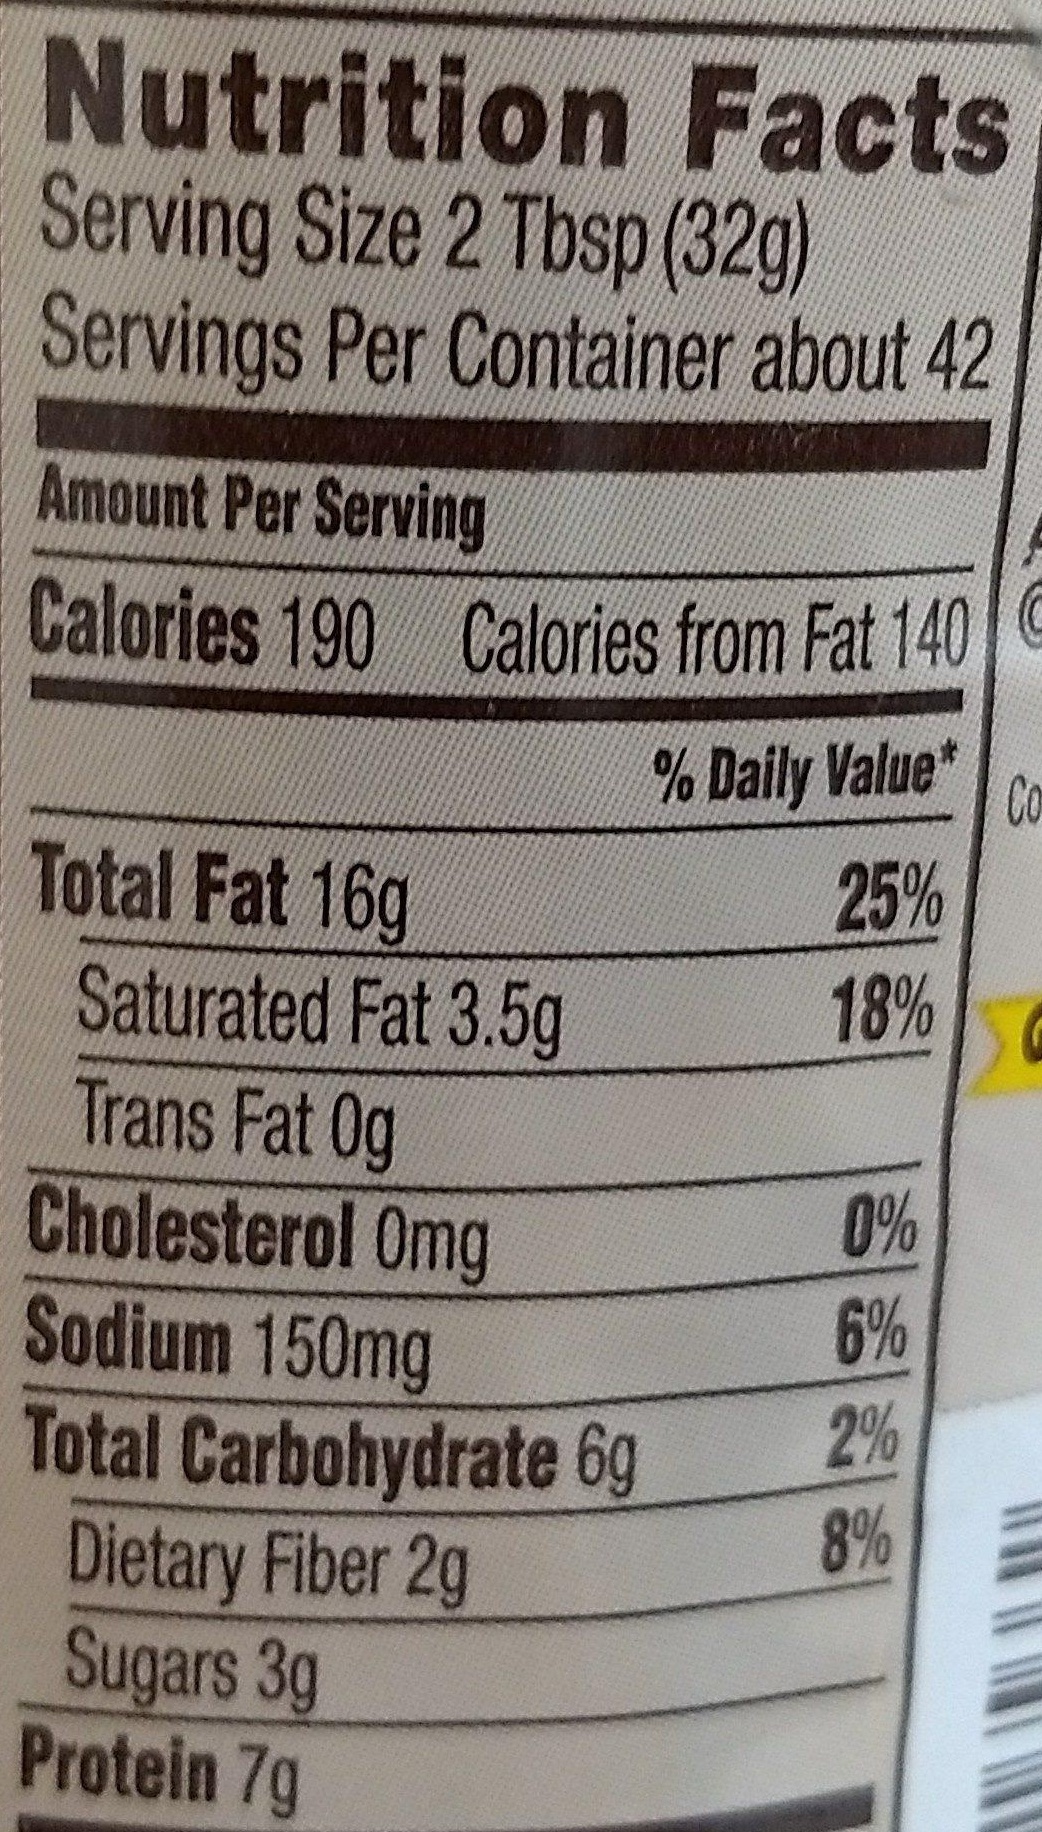 Nutrition Facts
Serving Size 2 Tbsp (32g)
Servings Per Container about 42
Amount Per Serving
Calories 190 Calories from Fat 140
% Daily Value*
Total Fat 16g 25%
Saturated Fat 3.5g 18%
Trans Fat 0g
Cholesterol 0mg 0%
Sodium 150mg 6%
Total Carbohydrate 6g 2%
Dietary Fiber 2g 8%
Sugars 3g
Protein 7g